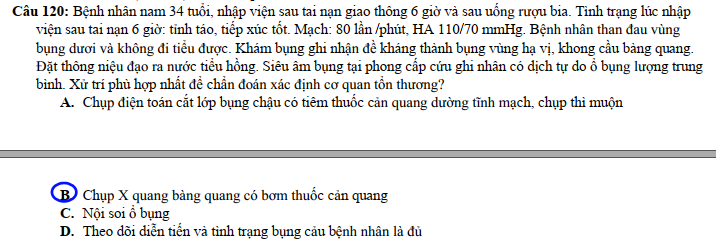 Câu 120: Bệnh nhân nam 34 tuổi, nhập viện sau tai nạn giao thông 6 giờ và sau uống rượu bia. Tình trạng lúc nhập
viện sau tai nạn 6 giờ: tỉnh táo, tiếp xúc tốt. Mạch: 80 lần /phút, HA 110/70 mmHg. Bệnh nhân than đau vùng
bụng dưới và không đi tiểu được. Khám bụng ghi nhận đề kháng thành bụng vùng hạ vị, khong cầu bàng quang.
Đặt thông niệu đạo ra nước tiểu hồng. Siêu âm bụng tại phong cấp cứu ghi nhân có dịch tự do ổ bụng lượng trung
bình. Xử trí phù hợp nhất để chẩn đoán xác định cơ quan tổn thương?
A. Chụp điện toán cắt lớp bụng chậu có tiêm thuốc cản quang dường tĩnh mạch, chụp thì muộn
B. Chụp X quang bàng quang có bơm thuốc cản quang
C. Nội soi ổ bụng
D. Theo dõi diễn tiến và tình trạng bụng cảu bệnh nhân là đủ